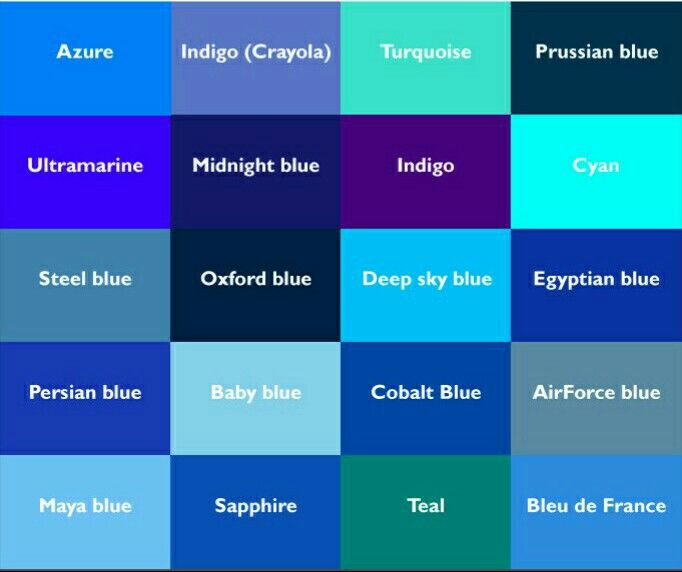 Azure
Indigo (Crayola)
Turquoise
Prussian blue
Ultramarine
Midnight blue
Indigo
Cyan
Steel blue
Oxford blue
Deep sky blue
Egyptian blue
Persian blue
Baby blue
Cobalt Blue
AirForce blue
Maya blue
Sapphire
Teal
Bleu de France